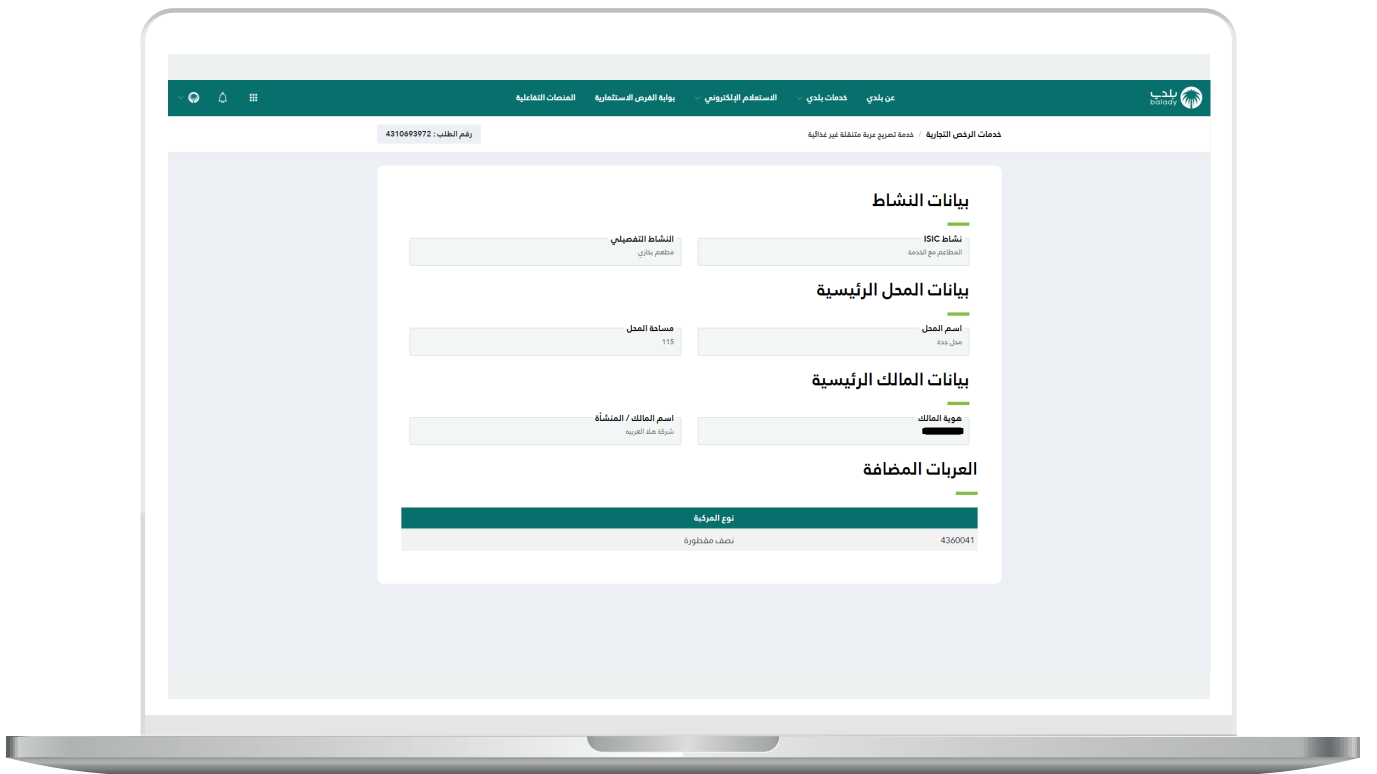 بلدي
balady
عن بلدي
خدمات بلدي
الاستعلام الإلكتروني
بوابة الفرص الاستثمارية
المنصات التفاعلية
خدمات الرخص التجارية / خدمة تصريح عربة متنقلة غير غذائية
رقم الطلب : 4310693972
بيانات النشاط
نشاط ISIC
المطاعم مع الخدمة
النشاط التفصيلي
مطعم بخاري
بيانات المحل الرئيسية
اسم المحل
محل جدة
مساحة المحل
115
بيانات المالك الرئيسية
هوية المالك
اسم المالك / المنشأة
شركة هلا العربيه
العربات المضافة
نوع المركبة
4360041
نصف مقطورة